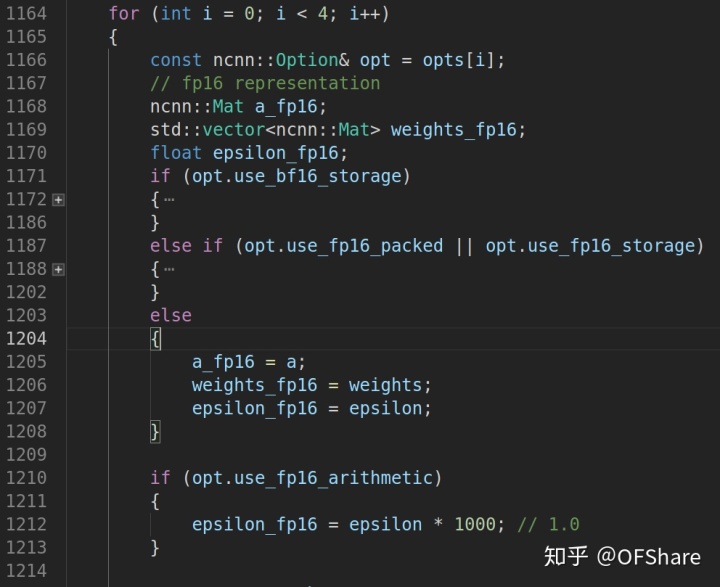 1164 for (int i = 0; i < 4; i++)
1165 {
1166 const ncnn::Option& opt = opts[i];
1167 // fp16 representation
1168 ncnn::Mat a_fp16;
1169 std::vector<ncnn::Mat> weights_fp16;
1170 float epsilon_fp16;
1171 if (opt.use_bf16_storage)
1172 {⋯
1186 }
1187 else if (opt.use_fp16_packed || opt.use_fp16_storage)
1188 {⋯
1202 }
1203 else
1204 {
1205 a_fp16 = a;
1206 weights_fp16 = weights;
1207 epsilon_fp16 = epsilon;
1208 }
1209
1210 if (opt.use_fp16_arithmetic)
1211 {
1212 epsilon_fp16 = epsilon * 1000; // 1.0
1213 }
1214
知乎 @OFShare